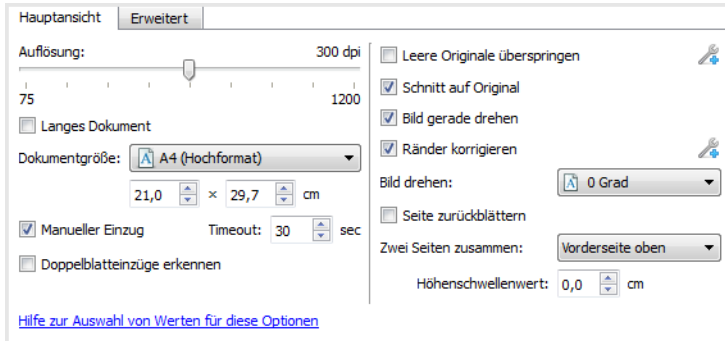 Hauptansicht
Erweitert
Auflösung: 300 dpi
75 1200
Langes Dokument
Dokumentgröße: A4 (Hochformat)
21,0 × 29,7 cm
Manueller Einzug Timeout: 30 sec
Doppelblatteinzüge erkennen
Hilfe zur Auswahl von Werten für diese Optionen
Leere Originale überspringen
Schnitt auf Original
Bild gerade drehen
Ränder korrigieren
Bild drehen: 0 Grad
Seite zurückblättern
Zwei Seiten zusammen: Vorderseite oben
Höhenschwellenwert: 0,0 cm